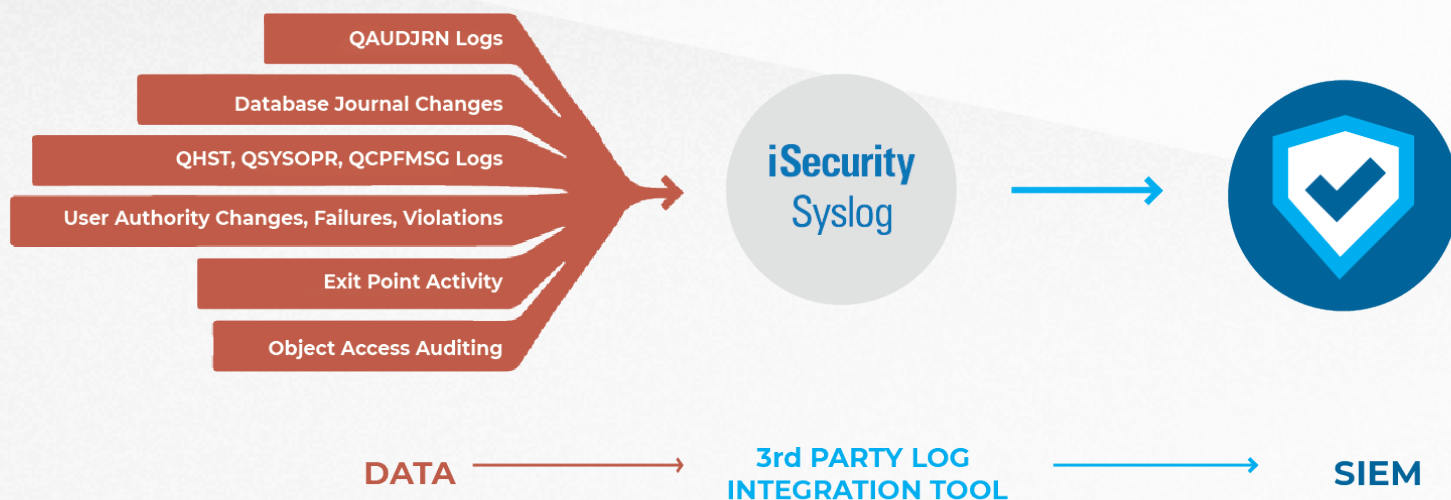 QAUDJRN Logs
Database Journal Changes
QHST, QSYSOPR, QCPFMSG Logs
User Authority Changes, Failures, Violations
Exit Point Activity
Object Access Auditing
iSecurity
Syslog
DATA
3rd PARTY LOG
INTEGRATION TOOL
SIEM